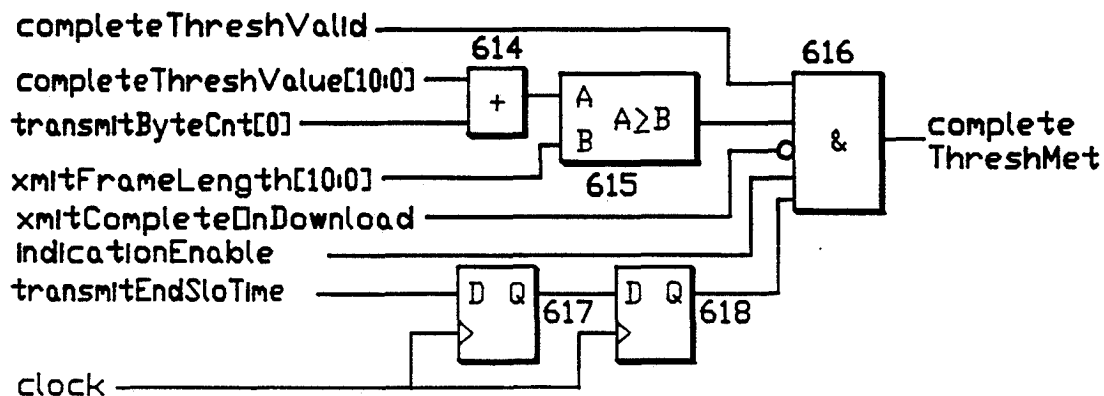 completeThreshValid
614
616
completeThreshValue[10:0]
+
A
A≥B
B
transmitByteCnt[0]
&
complete
ThreshMet
xmitFrameLength[10:0]
615
xmitCompleteOnDownload
indicationEnable
transmitEndSloTime
D Q
617
D Q
618
clock